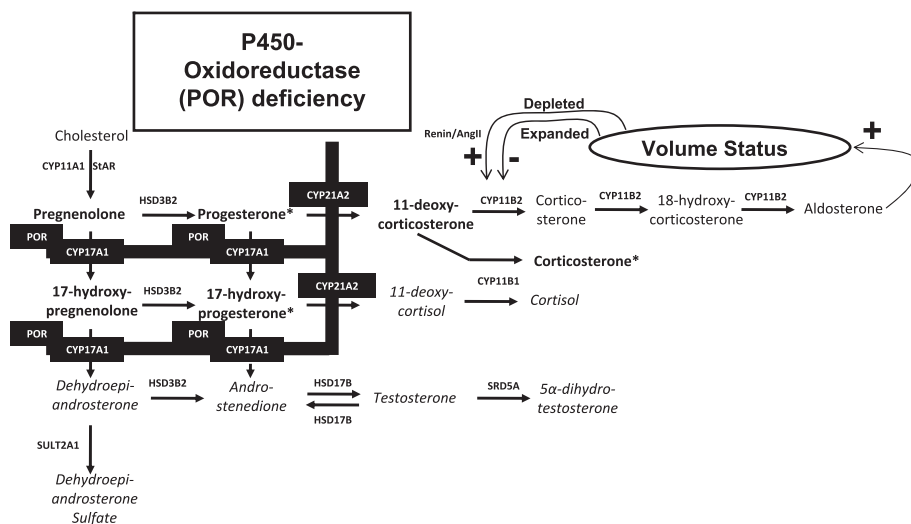 P450-
Oxidoreductase
(POR) deficiency
Depleted
Expanded
Renin/AngII
+
-
Volume Status
+
Cholesterol
CYP11A1 StAR
CYP21A2
Pregnenolone
HSD3B2
Progesterone*
11-deoxy-
corticosterone
CYP11B2
Cortico-
sterone
CYP11B2
18-hydroxy-
corticosterone
CYP11B2
Aldosterone
POR
CYP17A1
POR
CYP17A1
Corticosterone*
CYP21A2
17-hydroxy-
pregnenolone
HSD3B2
17-hydroxy-
progesterone*
11-deoxy-
cortisol
CYP11B1
Cortisol
POR
CYP17A1
POR
CYP17A1
Dehydroepi-
androsterone
HSD3B2
Andro-
stenedione
HSD17B
HSD17B
Testosterone
SRD5A
5α-dihydro-
testosterone
SULT2A1
Dehydroepi-
androsterone
Sulfate